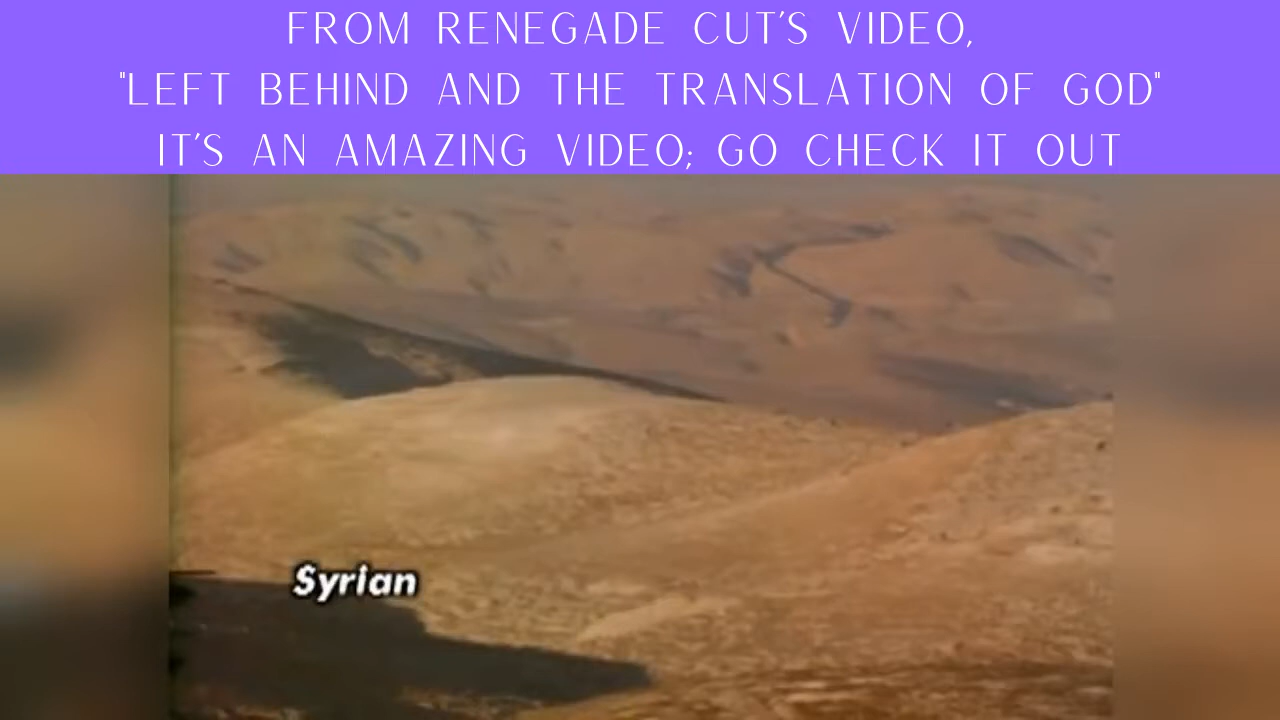 FROM RENEGADE CUT'S VIDEO,
"LEFT BEHIND AND THE TRANSLATION OF GOD"
IT'S AN AMAZING VIDEO; GO CHECK IT OUT
Syrian